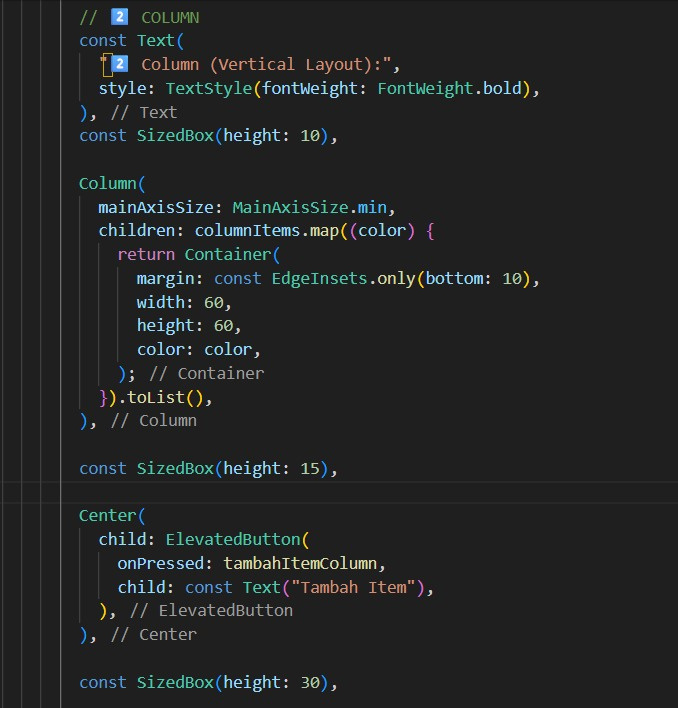 // 2️⃣ COLUMN
const Text(
"2️⃣ Column (Vertical Layout):",
style: TextStyle(fontWeight: FontWeight.bold),
), // Text
const SizedBox(height: 10),
Column(
mainAxisSize: MainAxisSize.min,
children: columnItems.map((color) {
return Container(
margin: const EdgeInsets.only(bottom: 10),
width: 60,
height: 60,
color: color,
); // Container
}).toList(),
), // Column
const SizedBox(height: 15),
Center(
child: ElevatedButton(
onPressed: tambahItemColumn,
child: const Text("Tambah Item"),
), // ElevatedButton
), // Center
const SizedBox(height: 30),